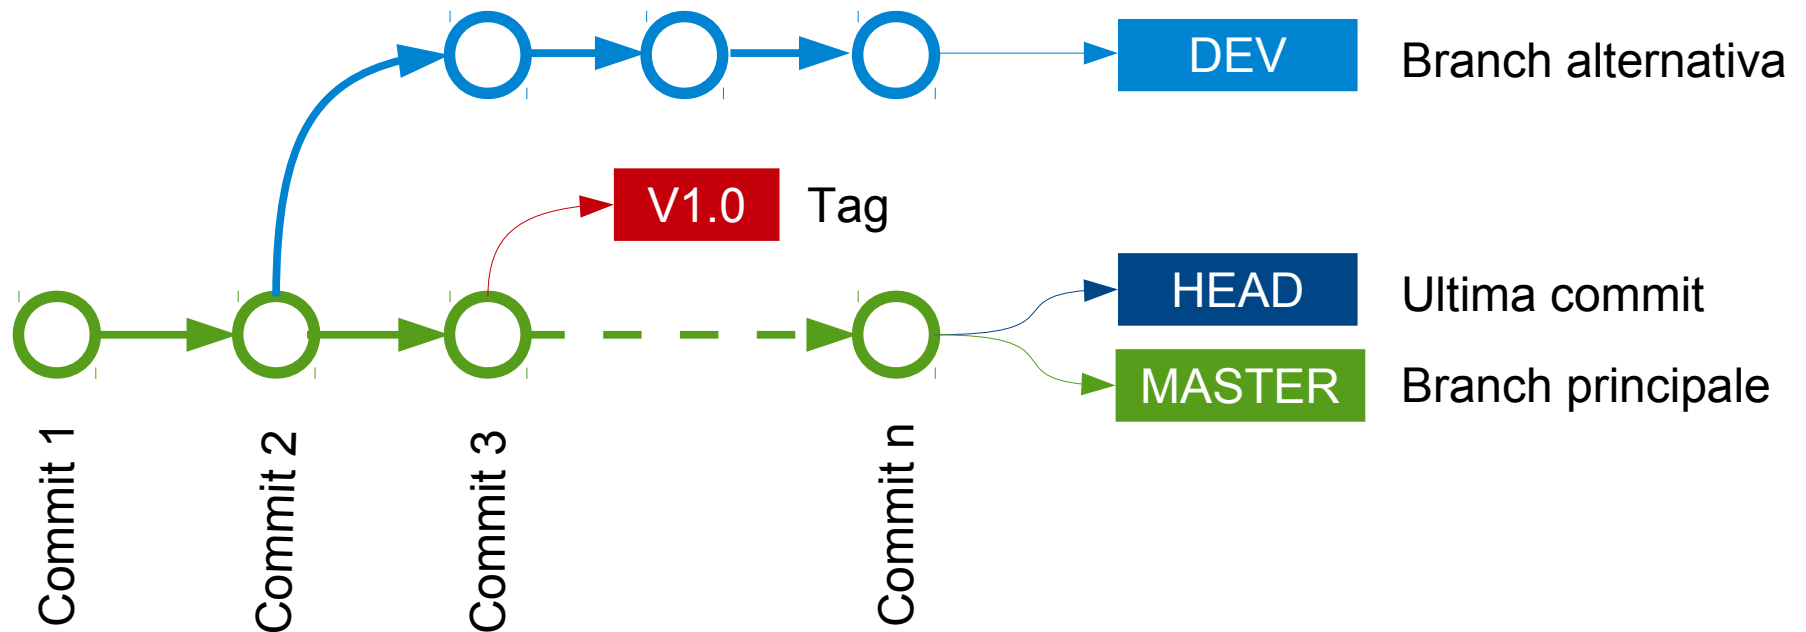 DEV
Branch alternativa
V1.0
Tag
HEAD
Ultima commit
MASTER
Branch principale
Commit 1
Commit 2
Commit 3
Commit n